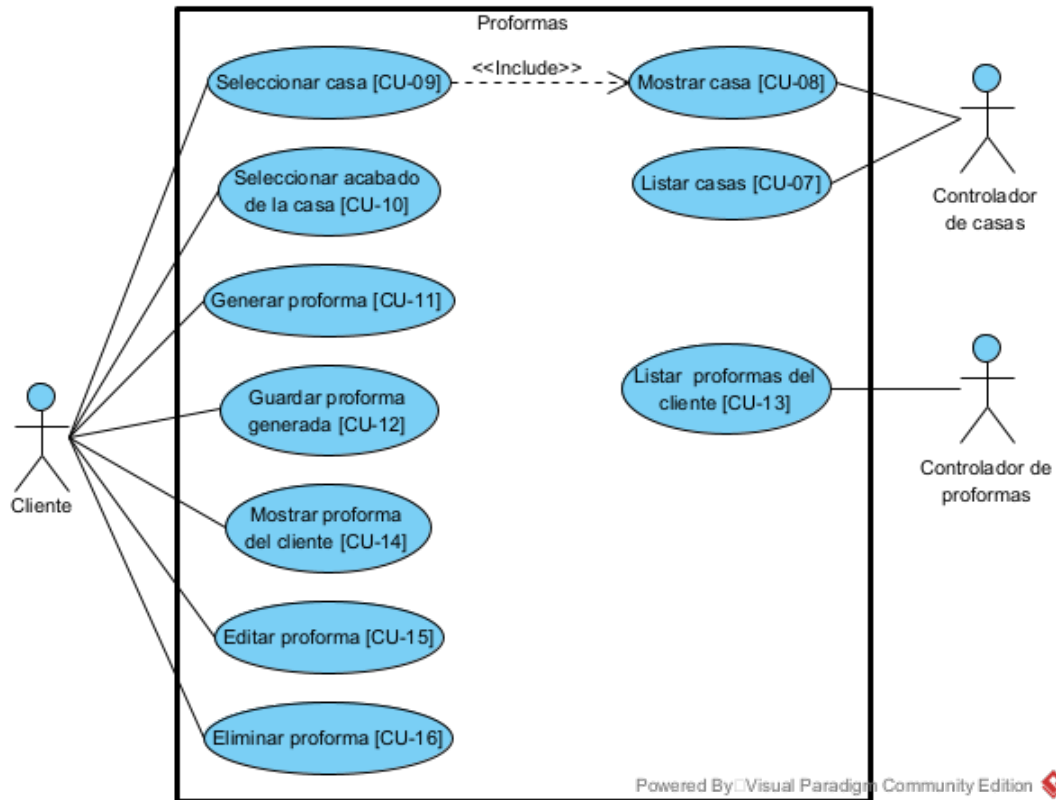 Proformas
Seleccionar casa [CU-09]
<<Include>>
Mostrar casa [CU-08]
Seleccionar acabado
de la casa [CU-10]
Listar casas [CU-07]
Controlador
de casas
Generar proforma [CU-11]
Guardar proforma
generada [CU-12]
Listar proformas del
cliente [CU-13]
Controlador de
proformas
Cliente
Mostrar proforma
del cliente [CU-14]
Editar proforma [CU-15]
Eliminar proforma [CU-16]
Powered By Visual Paradigm Community Edition